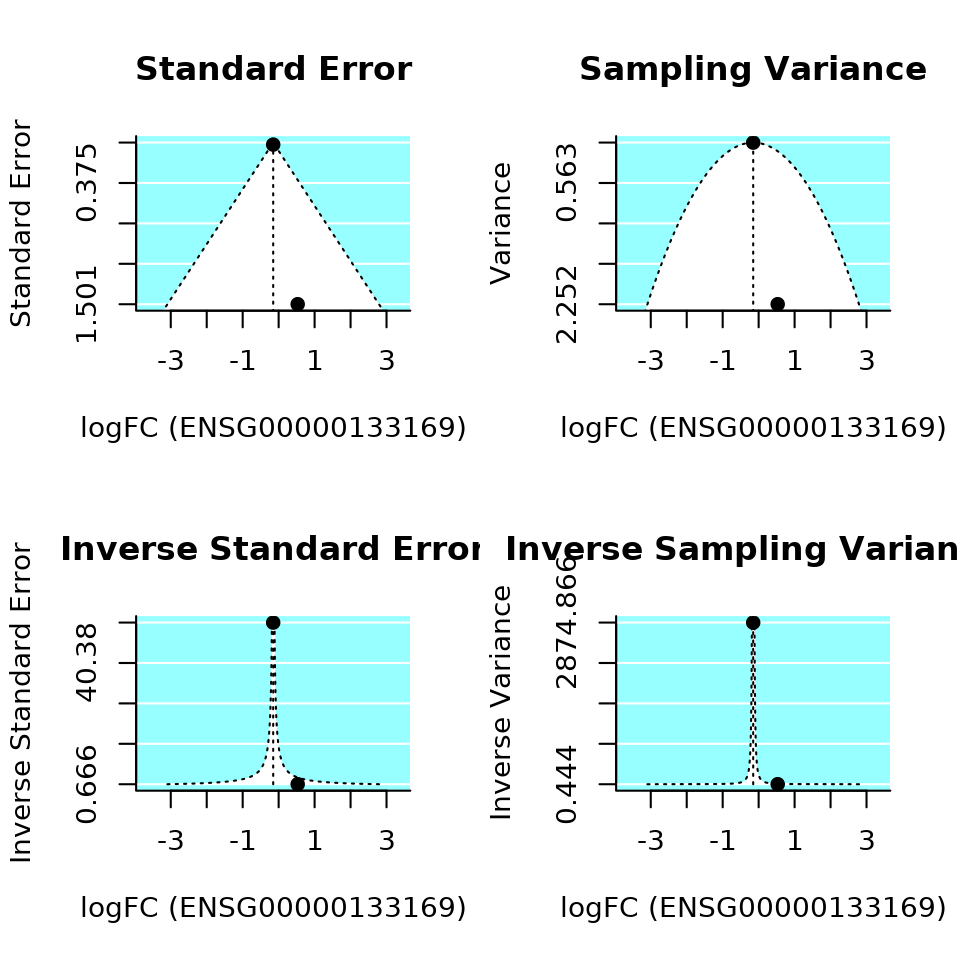 Standard Error
Standard Error
0.375
1.501
-3 -1 1 3
logFC (ENSG00000133169)
Sampling Variance
Variance
0.563
2.252
-3 -1 1 3
logFC (ENSG00000133169)
Inverse Standard Error
Inverse Standard Error
40.38
0.666
-3 -1 1 3
logFC (ENSG00000133169)
Inverse Sampling Varian
Inverse Variance
2874.866
0.444
-3 -1 1 3
logFC (ENSG00000133169)